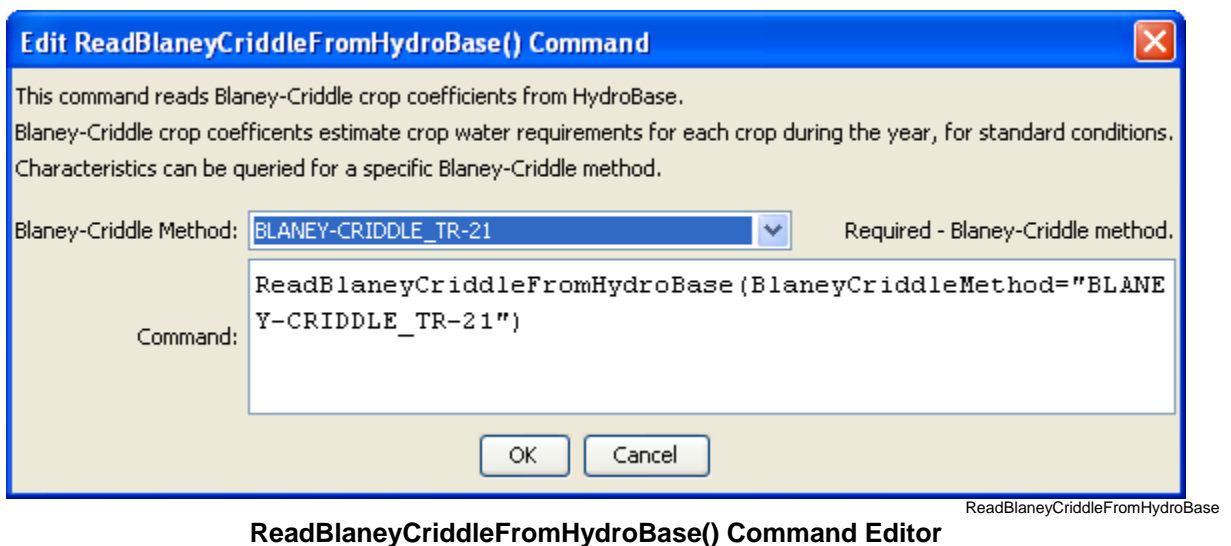 Edit ReadBlaneyCriddleFromHydroBase() Command
This command reads Blaney-Criddle crop coefficients from HydroBase.
Blaney-Criddle crop coefficents estimate crop water requirements for each crop during the year, for standard conditions.
Characteristics can be queried for a specific Blaney-Criddle method.
Blaney-Criddle Method: BLANEY-CRIDDLE_TR-21 Required - Blaney-Criddle method.
ReadBlaneyCriddleFromHydroBase(BlaneyCriddleMethod="BLANE
Y-CRIDDLE_TR-21")
Command:
OK Cancel
ReadBlaneyCriddleFromHydroBase
ReadBlaneyCriddleFromHydroBase() Command Editor